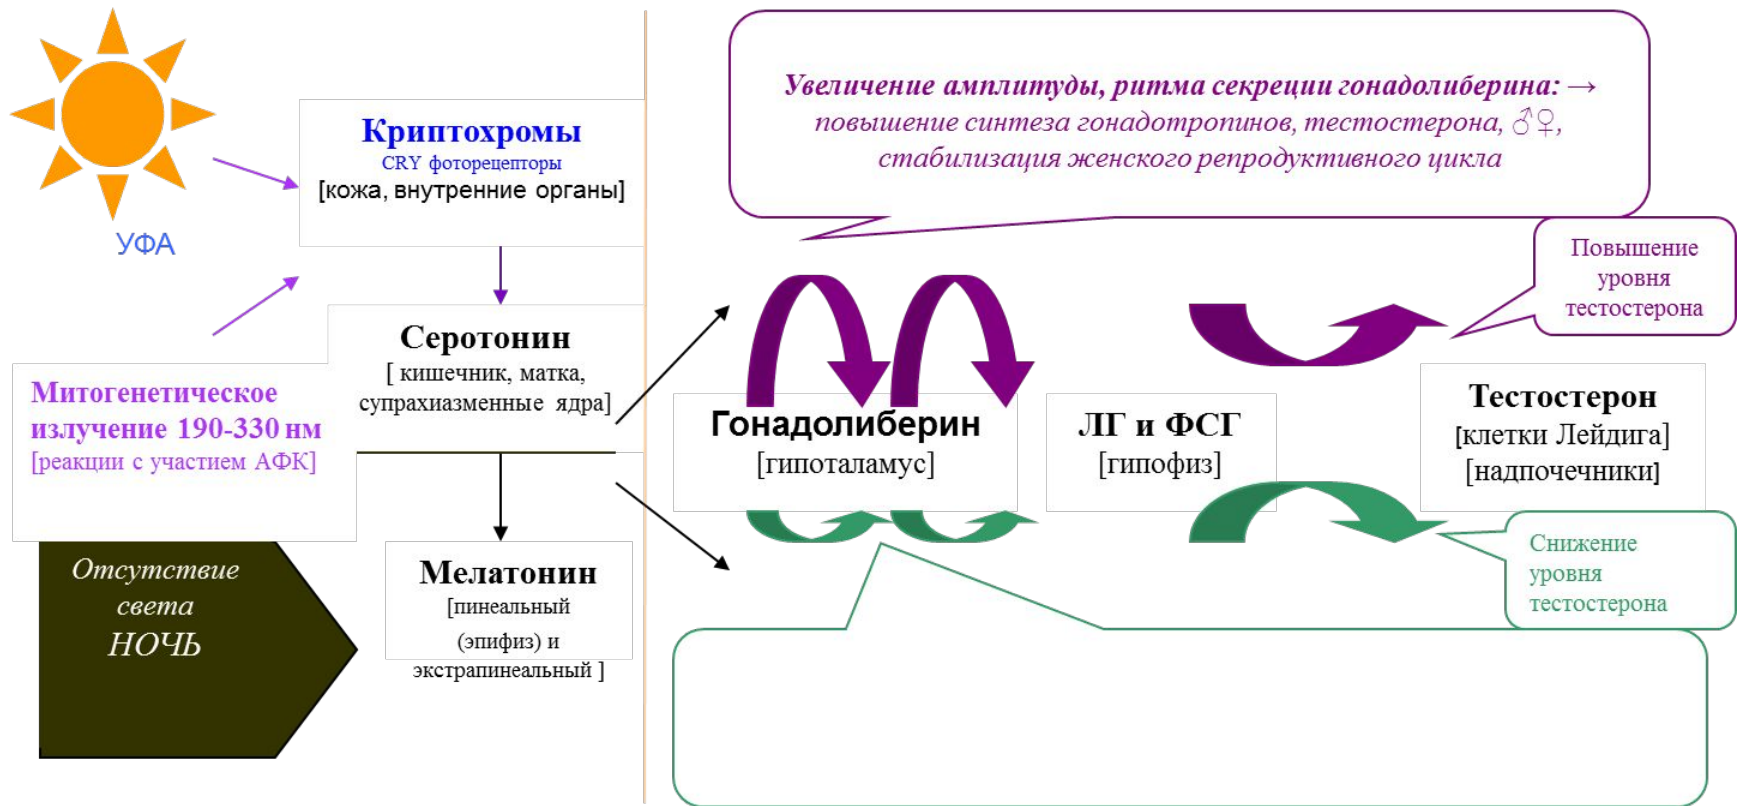 УФА
Криптохромы
CRY фоторецепторы
[кожа, внутренние органы]
Серотонин
[ кишечник, матка,
супрахиазменные ядра]
Митогенетическое
излучение 190-330 нм
[реакции с участием АФК]
Отсутствие
света
НОЧЬ
Мелатонин
[пинеальный
(эпифиз) и
экстрапинеальный ]
Увеличение амплитуды, ритма секреции гонадолиберина: →
повышение синтеза гонадотропинов, тестостерона, ♂♀,
стабилизация женского репродуктивного цикла
Повышение
уровня
тестостерона
Гонадолиберин
[гипоталамус]
ЛГ и ФСГ
[гипофиз]
Тестостерон
[клетки Лейдига]
[надпочечники]
Снижение
уровня
тестостерона